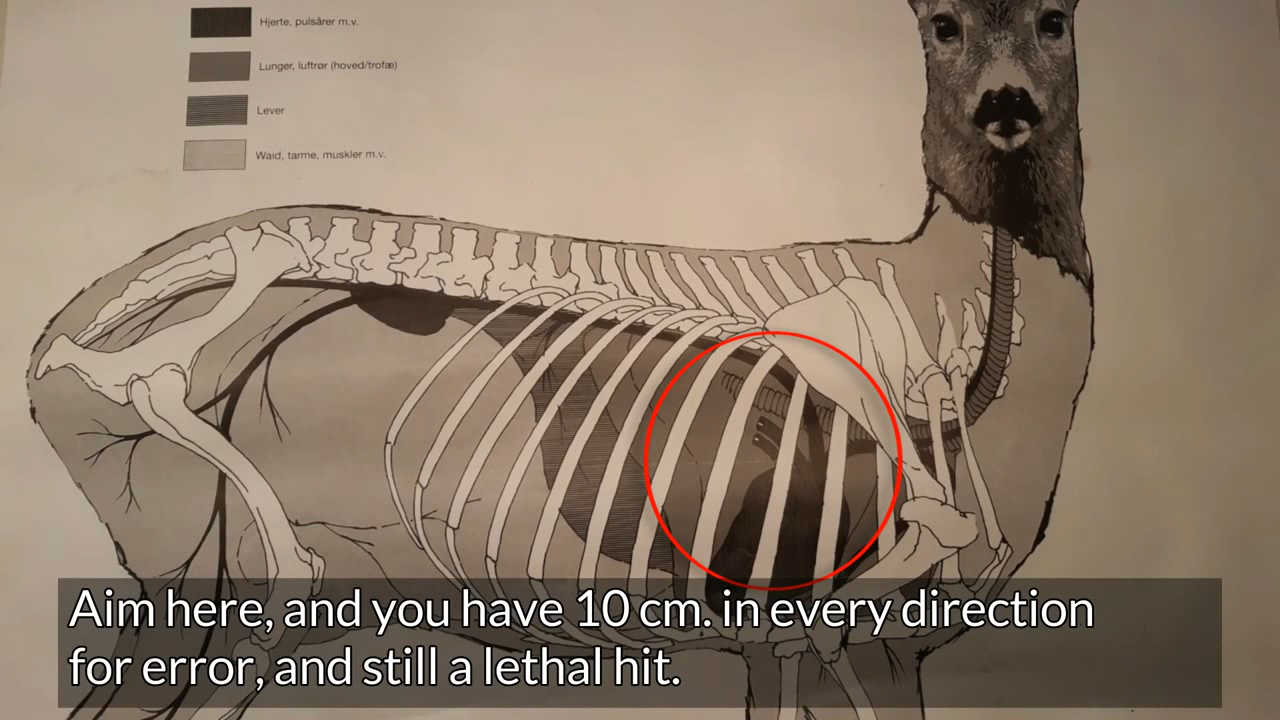 Hjerte, pulsårer m.v.
Lunger, luftrør (hoved/trofæ)
Lever
Waid, tarme, muskler m.v.
Aim here, and you have 10 cm. in every direction
for error, and still a lethal hit.